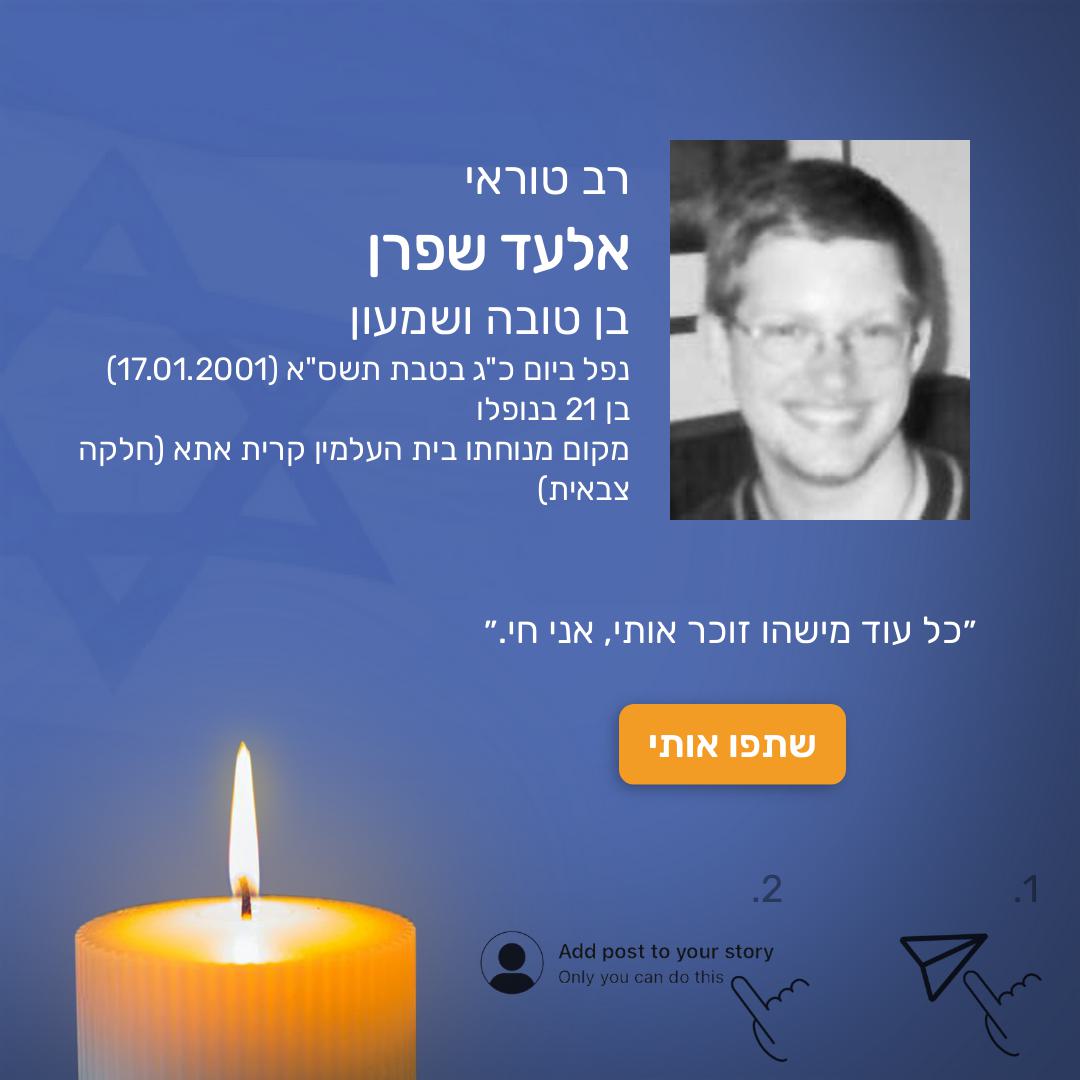 רב טוראי
אלעד שפרן
בן טובה ושמעון
נפל ביום כ"ג בטבת תשס"א (17.01.2001)
בן 21 בנופלו
מקום מנוחתו בית העלמין קרית אתא (חלקה
צבאית)
״כל עוד מישהו זוכר אותי, אני חי.״
שתפו אותי
1.
2.
Add post to your story
Only you can do this